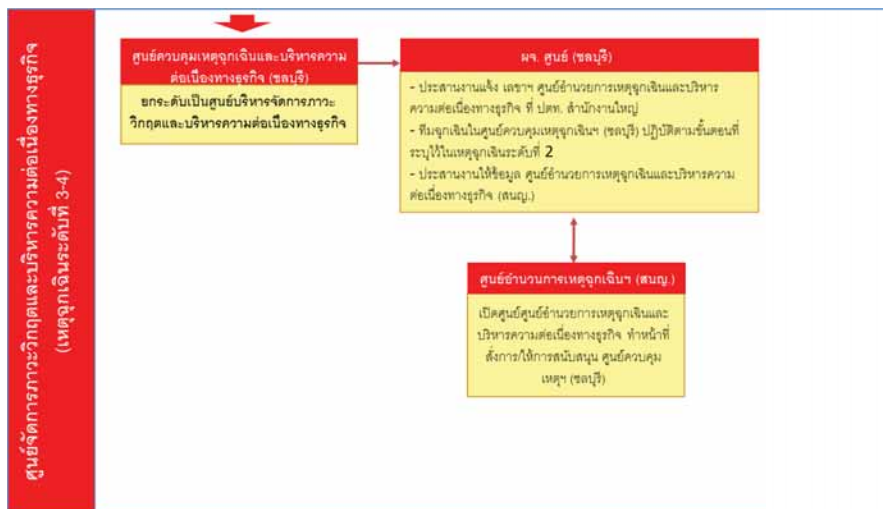 ศูนย์จัดการภาวะวิกฤตและบริหารความต่อเนื่องทางธุรกิจ
(เหตุฉุกเฉินระดับที่ 3-4)
ศูนย์ควบคุมเหตุฉุกเฉินและบริหารความ
ต่อเนื่องทางธุรกิจ (ชลบุรี)
ยกระดับเป็นศูนย์บริหารจัดการภาวะ
วิกฤตและบริหารความต่อเนื่องทางธุรกิจ
ผจ. ศูนย์ (ชลบุรี)
- ประสานงานแจ้ง เลขาฯ ศูนย์อำนวยการเหตุฉุกเฉินและบริหาร
ความต่อเนื่องทางธุรกิจ ที่ ปตท. สำนักงานใหญ่
- ทีมฉุกเฉินในศูนย์ควบคุมเหตุฉุกเฉินฯ (ชลบุรี) ปฏิบัติตามขั้นตอนที่
ระบุไว้ในเหตุฉุกเฉินระดับที่ 2
- ประสานงานให้ข้อมูล ศูนย์อำนวยการเหตุฉุกเฉินและบริหารความ
ต่อเนื่องทางธุรกิจ (สนญ.)
ศูนย์อำนวนการเหตุฉุกเฉินฯ (สนญ.)
เปิดศูนย์ศูนย์อำนวยการเหตุฉุกเฉินและ
บริหารความต่อเนื่องทางธุรกิจ ทำหน้าที่
สั่งการ/ให้การสนับสนุน ศูนย์ควบคุม
เหตุฯ (ชลบุรี)